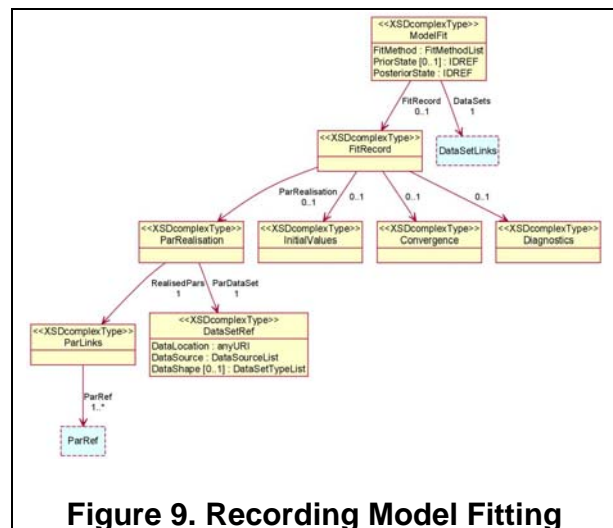 <<XSDcomplexType>>
ModelFit
FitMethod : FitMethodList
PriorState [0..1] : IDREF
PosteriorState : IDREF
FitRecord
0..1
DataSets
1
<<XSDcomplexType>>
FitRecord
DataSetLinks
ParRealisation
0..1
0..1
0..1
0..1
<<XSDcomplexType>>
ParRealisation
<<XSDcomplexType>>
InitialValues
<<XSDcomplexType>>
Convergence
<<XSDcomplexType>>
Diagnostics
RealisedPars
1
ParDataSet
1
<<XSDcomplexType>>
ParLinks
<<XSDcomplexType>>
DataSetRef
DataLocation : anyURI
DataSource : DataSourceList
DataShape [0..1] : DataSetTypeList
ParRef
1..*
ParRef
Figure 9. Recording Model Fitting